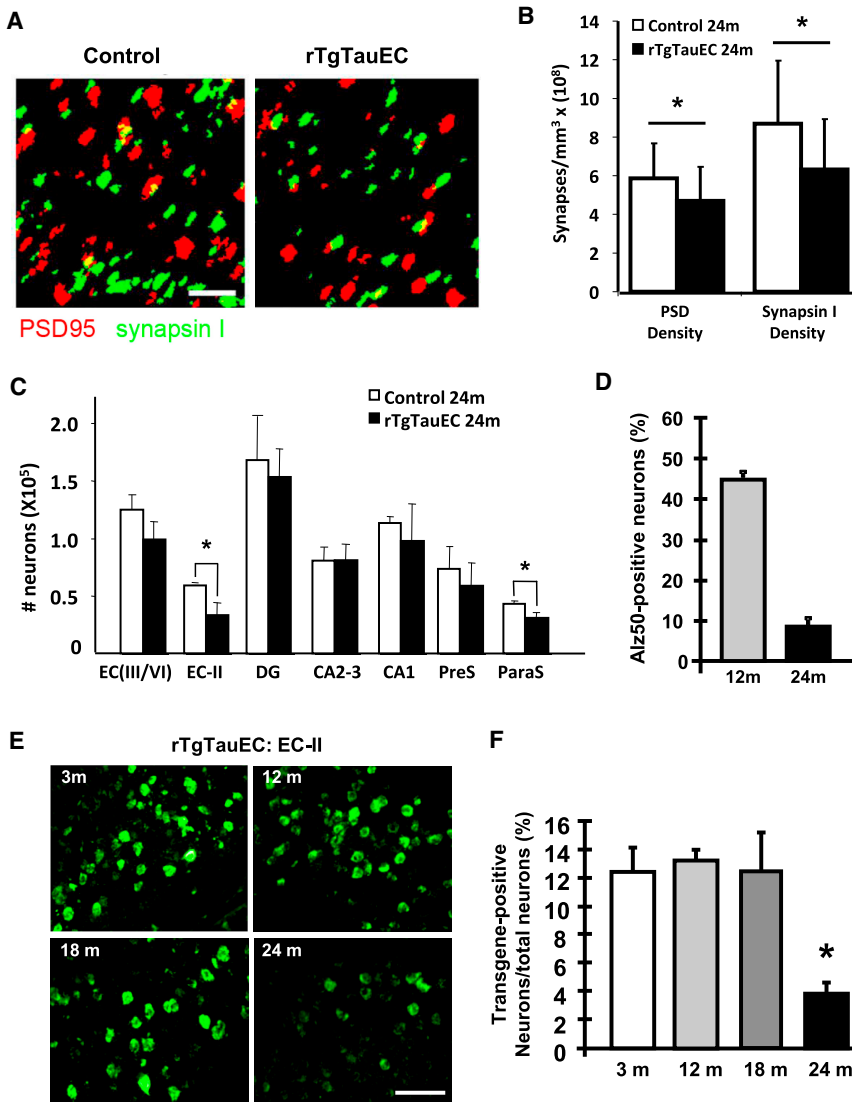 A
Control
rTgTauEC
PSD95 synapsin I
B
Control 24m
rTgTauEC 24m
*
*
Synapses/mm³ x (10⁸)
14
12
10
8
6
4
2
0
PSD
Density
Synapsin I
Density
C
Control 24m
rTgTauEC 24m
# neurons (X10⁵)
2.0
1.5
1.0
0.5
0
*
*
EC(III/VI)
EC-II
DG
CA2-3
CA1
PreS
ParaS
D
Alz50-positive neurons (%)
60
50
40
30
20
10
0
12m
24m
E
rTgTauEC: EC-II
3m
12 m
18 m
24 m
F
Transgene-positive
Neurons/total neurons (%)
16
14
12
10
8
6
4
2
0
*
3 m
12 m
18 m
24 m